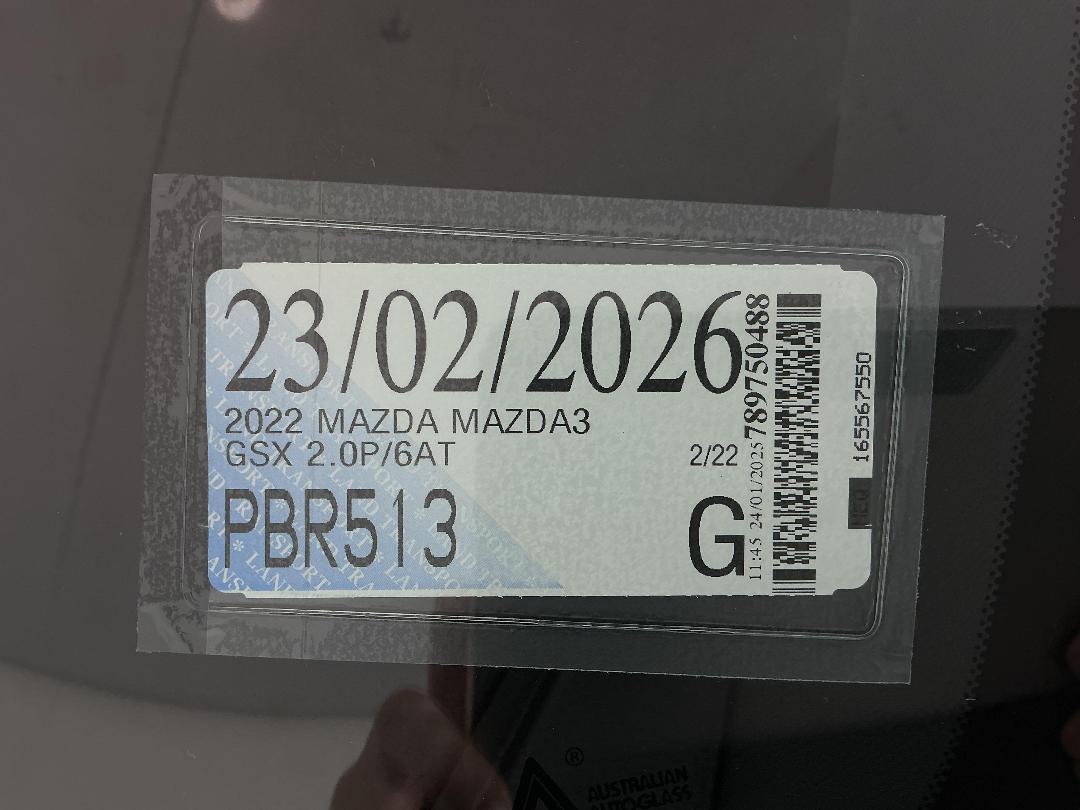 23/02/2026
2022 MAZDA MAZDA3
GSX 2.0P/6AT 2/22
PBR513 G
11:45 24/01/2025 789750488
165567550
AUSTRALIAN
AUTOGLASS
®